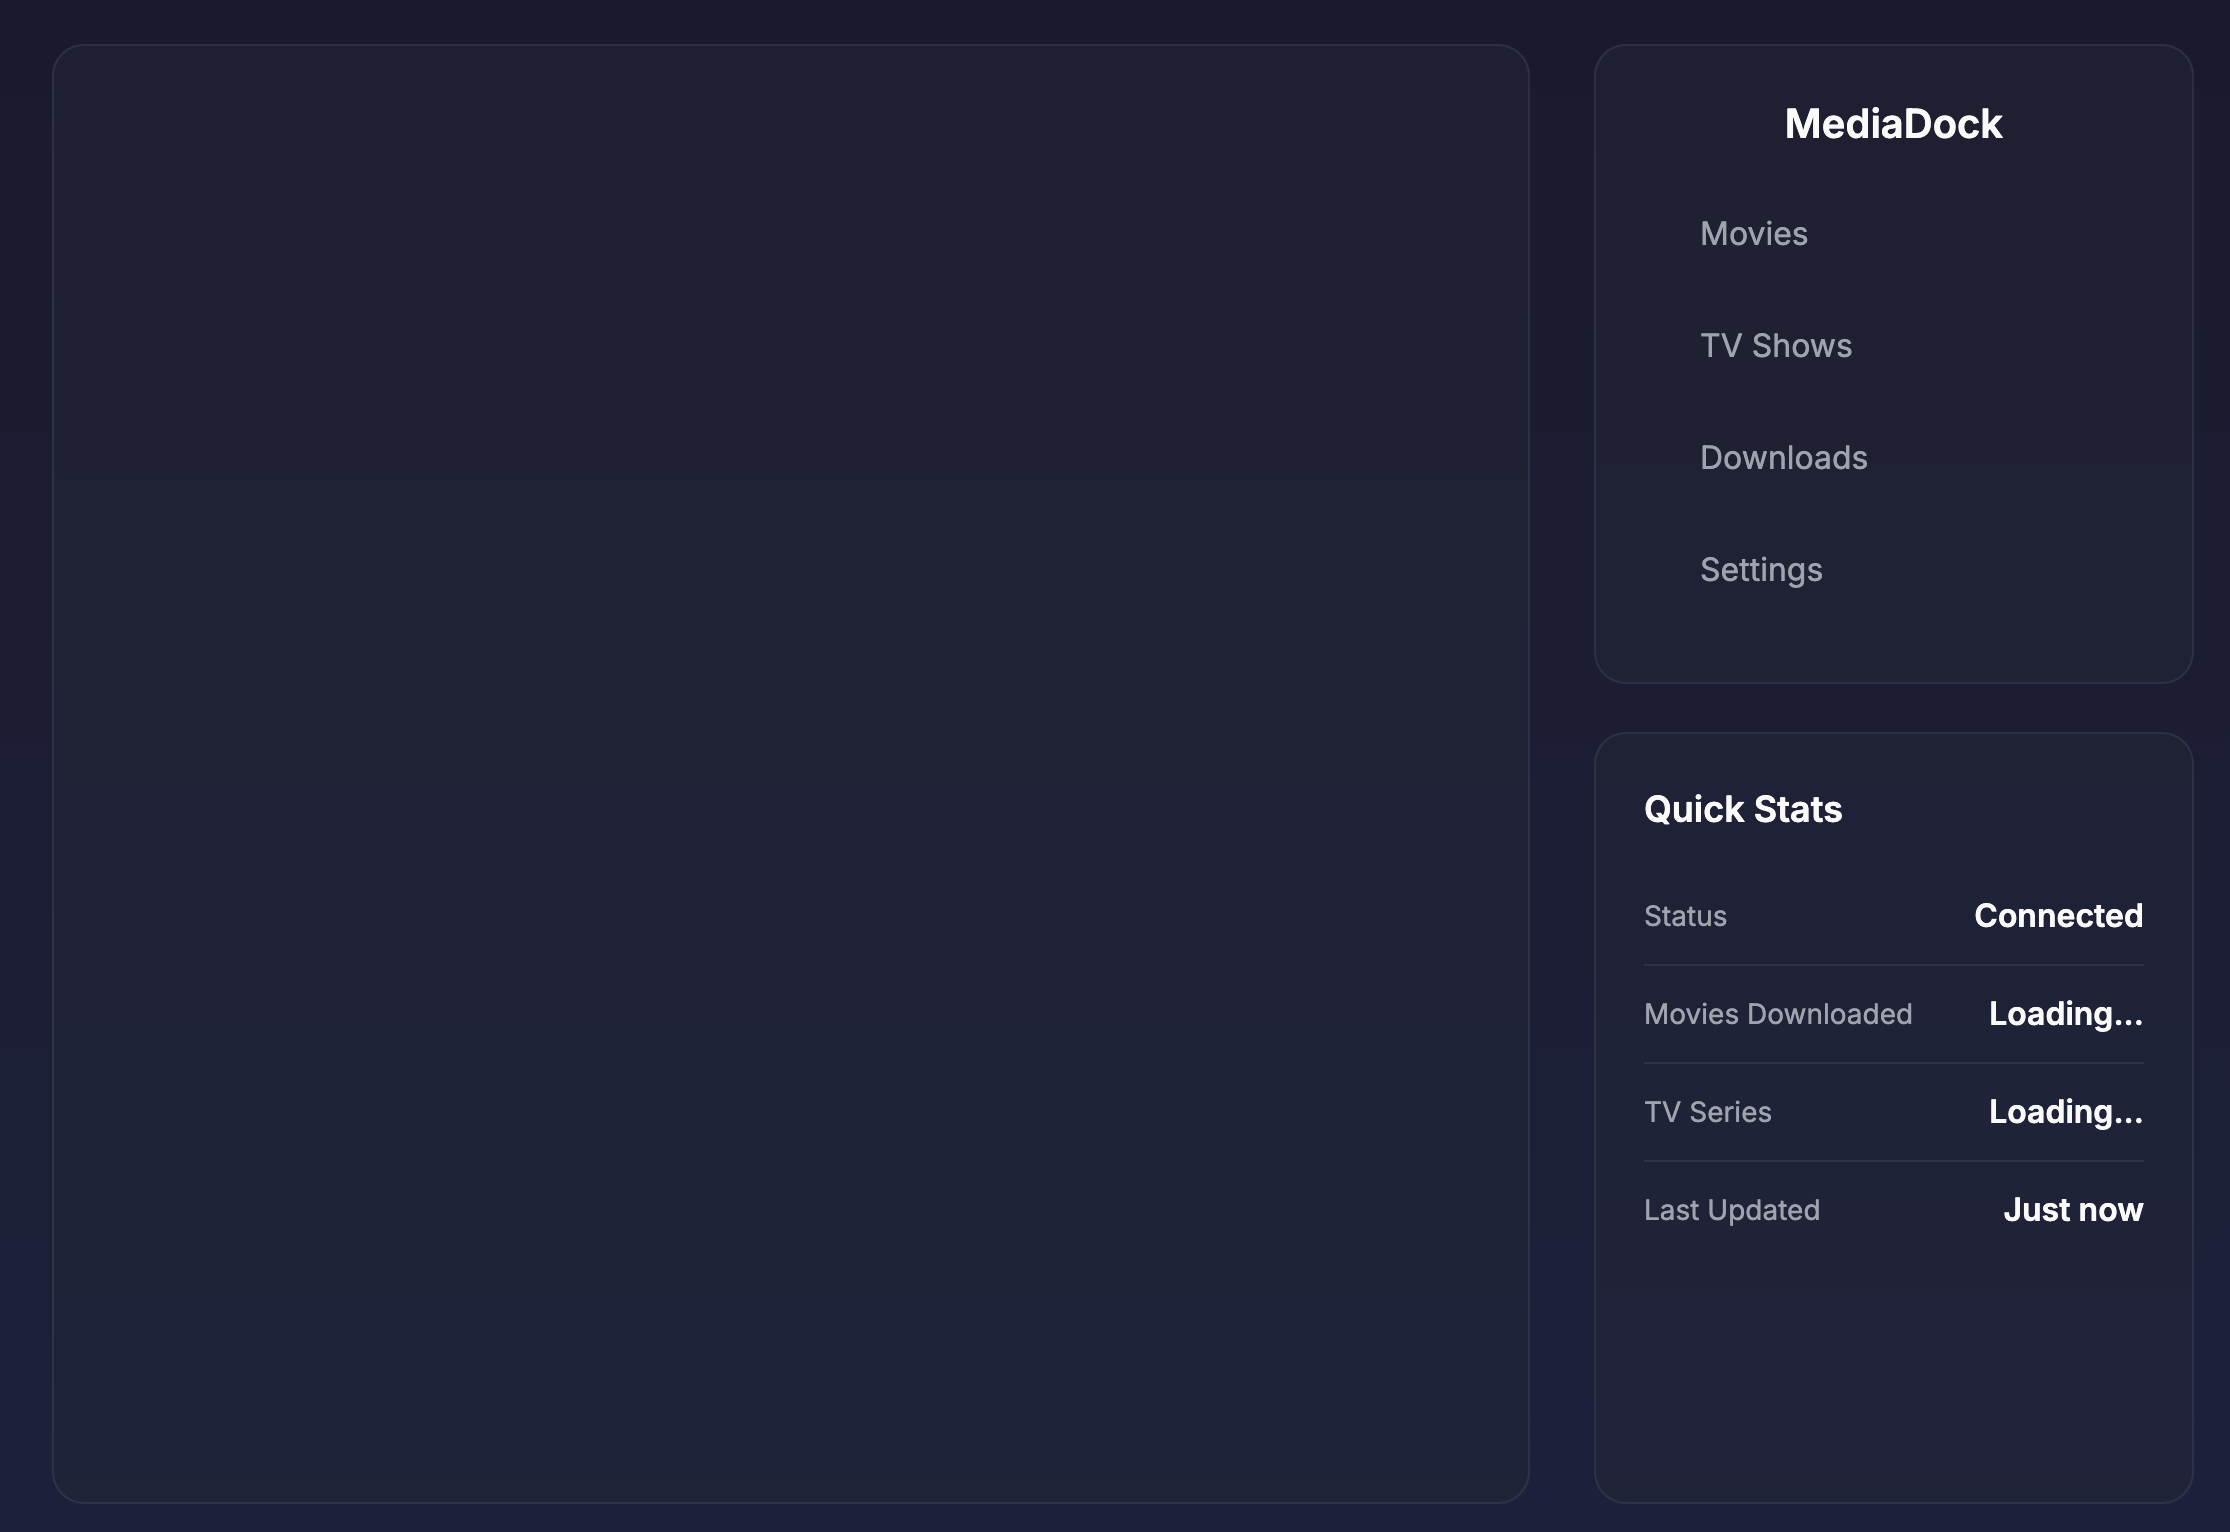 MediaDock
Movies
TV Shows
Downloads
Settings
Quick Stats
Status Connected
Movies Downloaded Loading...
TV Series Loading...
Last Updated Just now